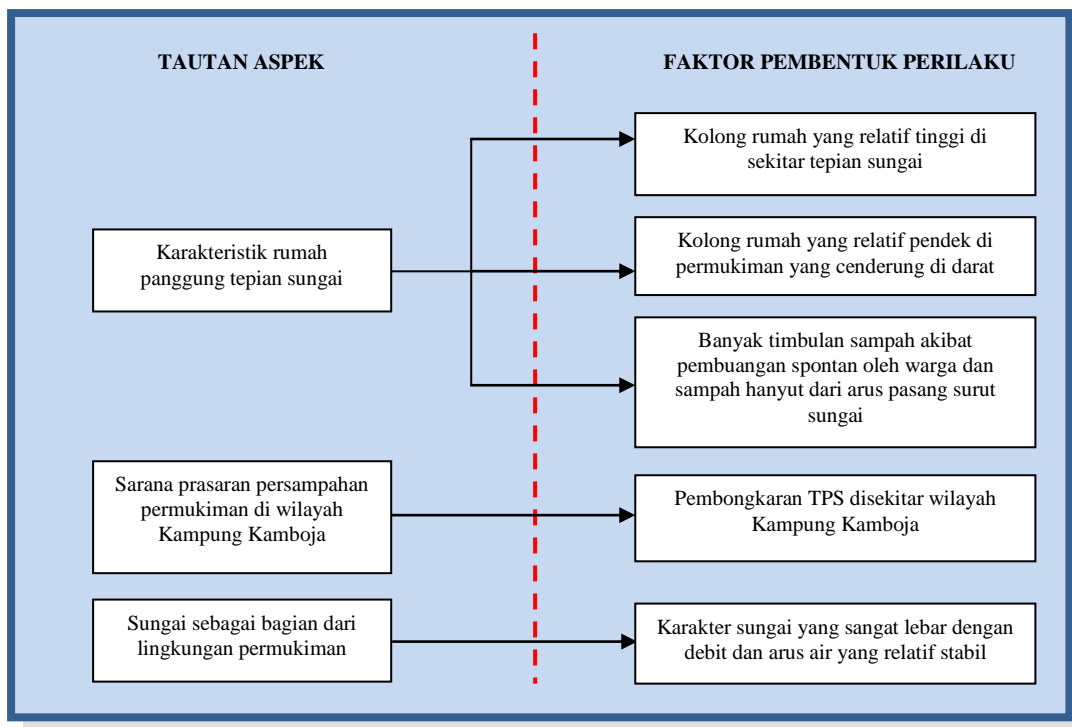 TAUTAN ASPEK
FAKTOR PEMBENTUK PERILAKU
Karakteristik rumah
panggung tepian sungai
Kolong rumah yang relatif tinggi di
sekitar tepian sungai
Kolong rumah yang relatif pendek di
permukiman yang cenderung di darat
Banyak timbulan sampah akibat
pembuangan spontan oleh warga dan
sampah hanyut dari arus pasang surut
sungai
Sarana prasaran persampahan
permukiman di wilayah
Kampung Kamboja
Pembongkaran TPS disekitar wilayah
Kampung Kamboja
Sungai sebagai bagian dari
lingkungan permukiman
Karakter sungai yang sangat lebar dengan
debit dan arus air yang relatif stabil